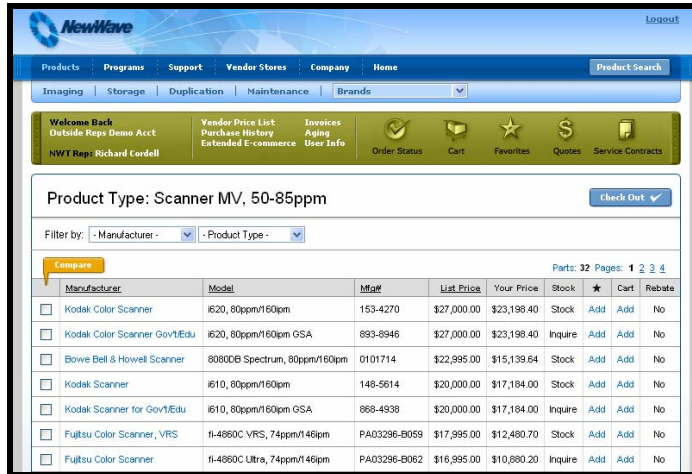 NewWave
Logout
Products Programs Support Vendor Stores Company Home Product Search
Imaging | Storage | Duplication | Maintenance | Brands
Welcome Back
Outside Reps Demo Acct
NWT Rep: Richard Cordell
Vendor Price List Invoices
Purchase History Aging
Extended E-commerce User Info
Order Status Cart Favorites Quotes Service Contracts
Product Type: Scanner MV, 50-85ppm
Check Out
Filter by: - Manufacturer - - Product Type -
Compare
Parts: 32 Pages: 1 2 3 4
Manufacturer Model Mfg# List Price Your Price Stock ★ Cart Rebate
Kodak Color Scanner i620, 80ppm/160ipm 153-4270 $27,000.00 $23,198.40 Stock Add Add No
Kodak Color Scanner Gov't/Edu i620, 80ppm/160ipm GSA 893-8946 $27,000.00 $23,198.40 Inquire Add Add No
Bowe Bell & Howell Scanner 8080DB Spectrum, 80ppm/160ipm 0101714 $22,995.00 $15,139.64 Stock Add Add No
Kodak Scanner i610, 80ppm/160ipm 148-5614 $20,000.00 $17,184.00 Stock Add Add No
Kodak Scanner for Gov't/Edu i610, 80ppm/160ipm GSA 868-4938 $20,000.00 $17,184.00 Inquire Add Add No
Fujitsu Color Scanner, VRS fi-4860C VRS, 74ppm/146ipm PA03296-B059 $17,995.00 $12,480.70 Stock Add Add No
Fujitsu Color Scanner fi-4860C Ultra, 74ppm/146ipm PA03296-B062 $16,995.00 $10,880.20 Inquire Add Add No